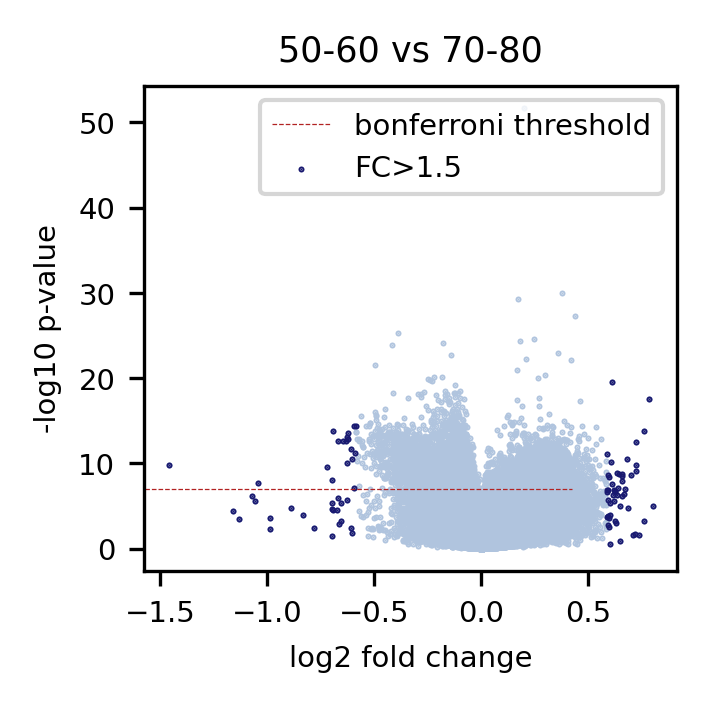 50-60 vs 70-80
bonferroni threshold
FC>1.5
-log10 p-value
50
40
30
20
10
0
−1.5
−1.0
−0.5
0.0
0.5
log2 fold change